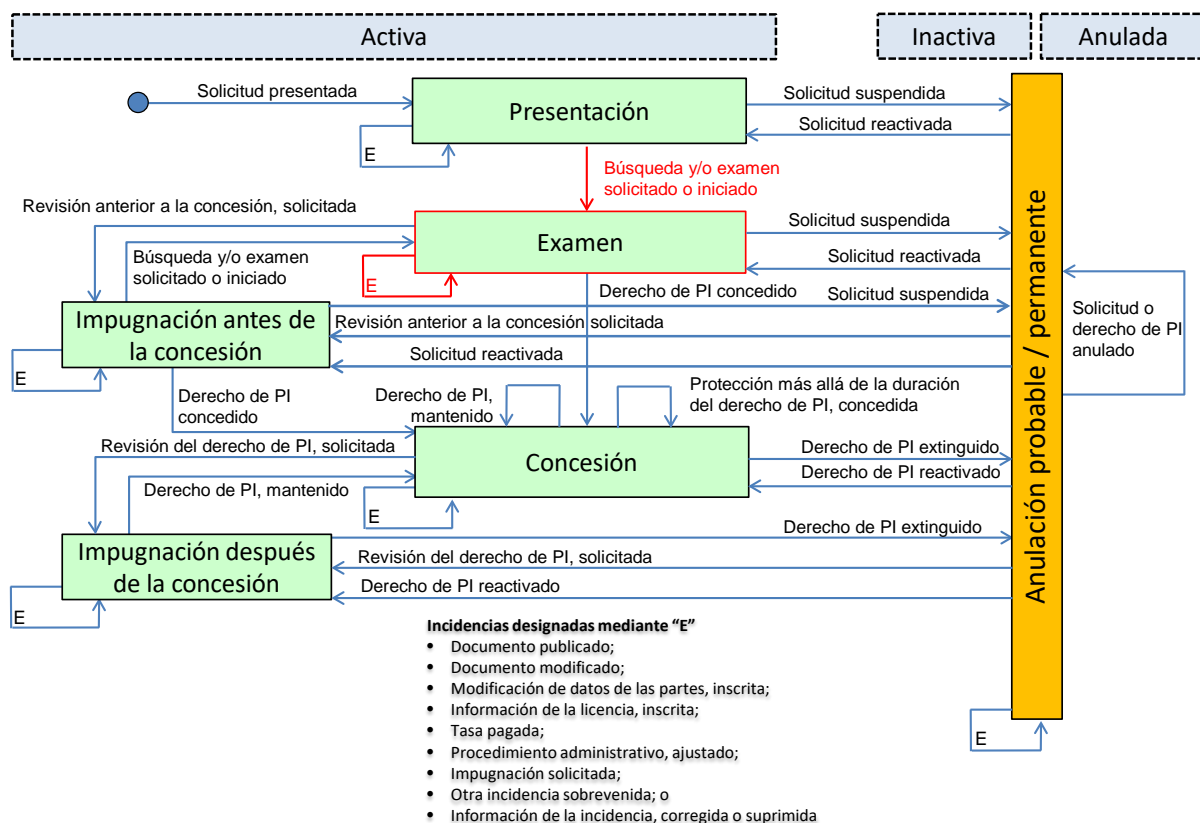 Activa
Inactiva
Anulada
Solicitud presentada
Presentación
Solicitud suspendida
Solicitud reactivada
E
Búsqueda y/o examen
solicitado o iniciado
Revisión anterior a la concesión, solicitada
Examen
Solicitud suspendida
Solicitud reactivada
Búsqueda y/o examen
solicitado o iniciado
E
Derecho de PI concedido
Solicitud suspendida
Impugnación antes de
la concesión
Revisión anterior a la concesión solicitada
Solicitud reactivada
E
Solicitud o
derecho de PI
anulado
Anulación probable / permanente
Derecho de PI
concedido
Derecho de PI,
mantenido
Protección más allá de la duración
del derecho de PI, concedida
Revisión del derecho de PI, solicitada
Concesión
Derecho de PI extinguido
Derecho de PI reactivado
Derecho de PI, mantenido
E
Derecho de PI extinguido
Impugnación después
de la concesión
Revisión del derecho de PI, solicitada
Derecho de PI reactivado
E
Incidencias designadas mediante “E”
• Documento publicado;
• Documento modificado;
• Modificación de datos de las partes, inscrita;
• Información de la licencia, inscrita;
• Tasa pagada;
• Procedimiento administrativo, ajustado;
• Impugnación solicitada;
• Otra incidencia sobrevenida; o
• Información de la incidencia, corregida o suprimida
E